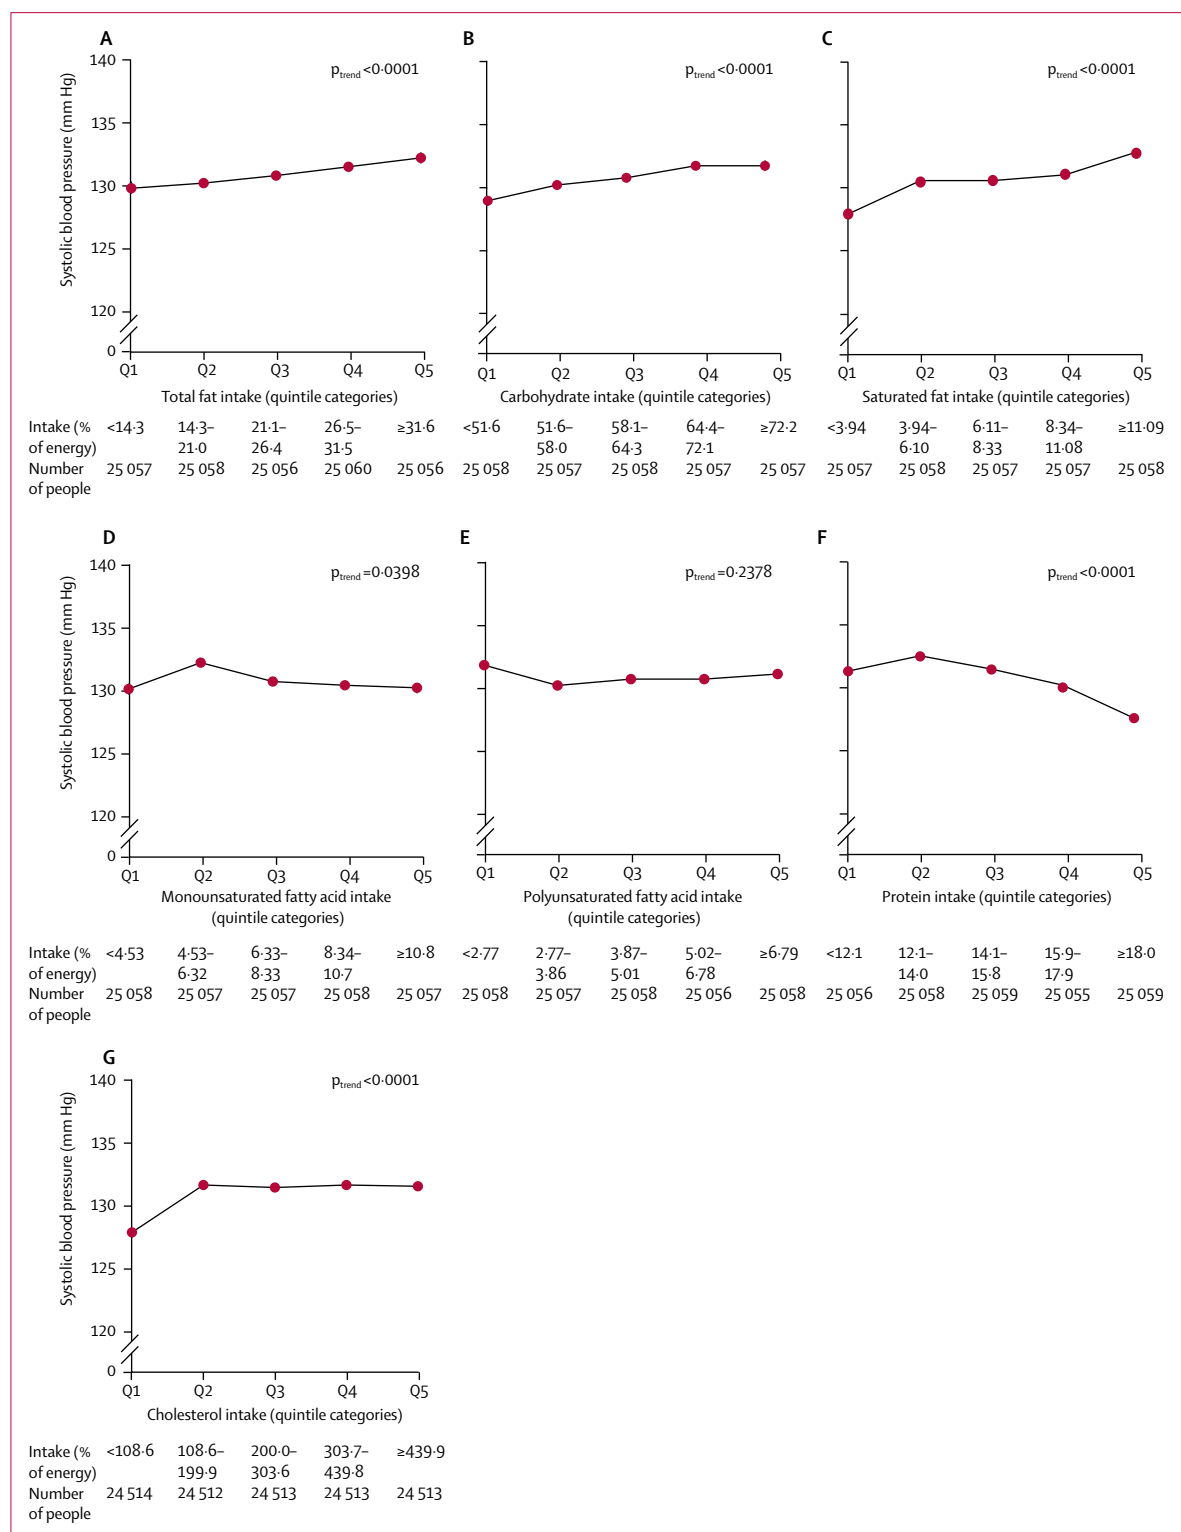 A B C
140
p trend <0·0001 p trend <0·0001 p trend <0·0001
135
130
125
120
0
Systolic blood pressure (mm Hg)
Q1 Q2 Q3 Q4 Q5 Q1 Q2 Q3 Q4 Q5 Q1 Q2 Q3 Q4 Q5
Total fat intake (quintile categories) Carbohydrate intake (quintile categories) Saturated fat intake (quintile categories)
Intake (% <14·3 14·3– 21·1– 26·5– ≥31·6 <51·6 51·6– 58·1– 64·4– ≥72·2 <3·94 3·94– 6·11– 8·34– ≥11·09
of energy) 21·0 26·4 31·5 58·0 64·3 72·1 6·10 8·33 11·08
Number 25 057 25 058 25 056 25 060 25 056 25 058 25 057 25 058 25 057 25 057 25 057 25 058 25 057 25 057 25 058
of people
D E F
140
p trend =0·0398 p trend =0·2378 p trend <0·0001
135
130
125
120
0
Systolic blood pressure (mm Hg)
Q1 Q2 Q3 Q4 Q5 Q1 Q2 Q3 Q4 Q5 Q1 Q2 Q3 Q4 Q5
Monounsaturated fatty acid intake Polyunsaturated fatty acid intake Protein intake (quintile categories)
(quintile categories) (quintile categories)
Intake (% <4·53 4·53– 6·33– 8·34– ≥10·8 <2·77 2·77– 3·87– 5·02– ≥6·79 <12·1 12·1– 14·1– 15·9– ≥18·0
of energy) 6·32 8·33 10·7 3·86 5·01 6·78 14·0 15·8 17·9
Number 25 058 25 057 25 057 25 058 25 057 25 058 25 057 25 058 25 056 25 058 25 056 25 058 25 059 25 055 25 059
of people
G
140
p trend <0·0001
135
130
125
120
0
Systolic blood pressure (mm Hg)
Q1 Q2 Q3 Q4 Q5
Cholesterol intake (quintile categories)
Intake (% <108·6 108·6– 200·0– 303·7– ≥439·9
of energy) 199·9 303·6 439·8
Number 24 514 24 512 24 513 24 513 24 513
of people